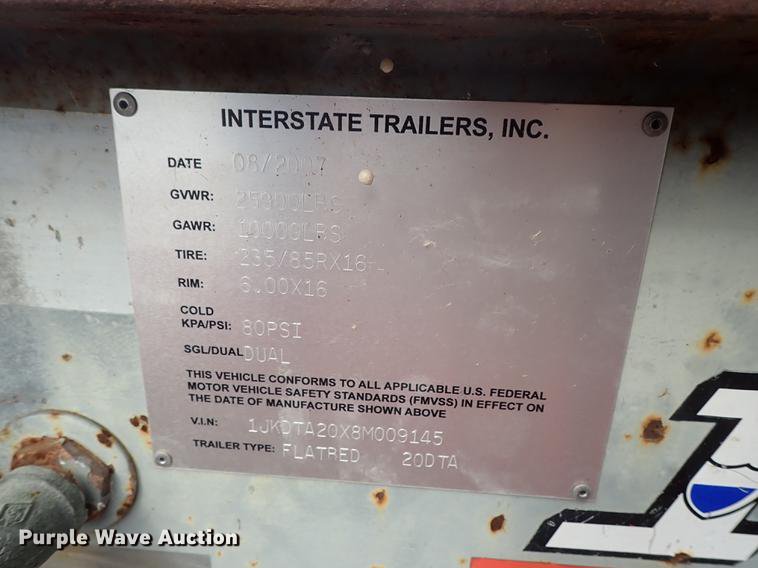 INTERSTATE TRAILERS, INC.
DATE 08/2007
GVWR: 25900LBS
GAWR: 10000LBS
TIRE: 235/85RX16-
RIM: 6.00X16
COLD
KPA/PSI: 80PSI
SGL/DUAL DUAL
THIS VEHICLE CONFORMS TO ALL APPLICABLE U.S. FEDERAL
MOTOR VEHICLE SAFETY STANDARDS (FMVSS) IN EFFECT ON
THE DATE OF MANUFACTURE SHOWN ABOVE
V.I.N: 1JKDTA20X8M009145
TRAILER TYPE: FLATBED 20DTA
Purple Wave Auction